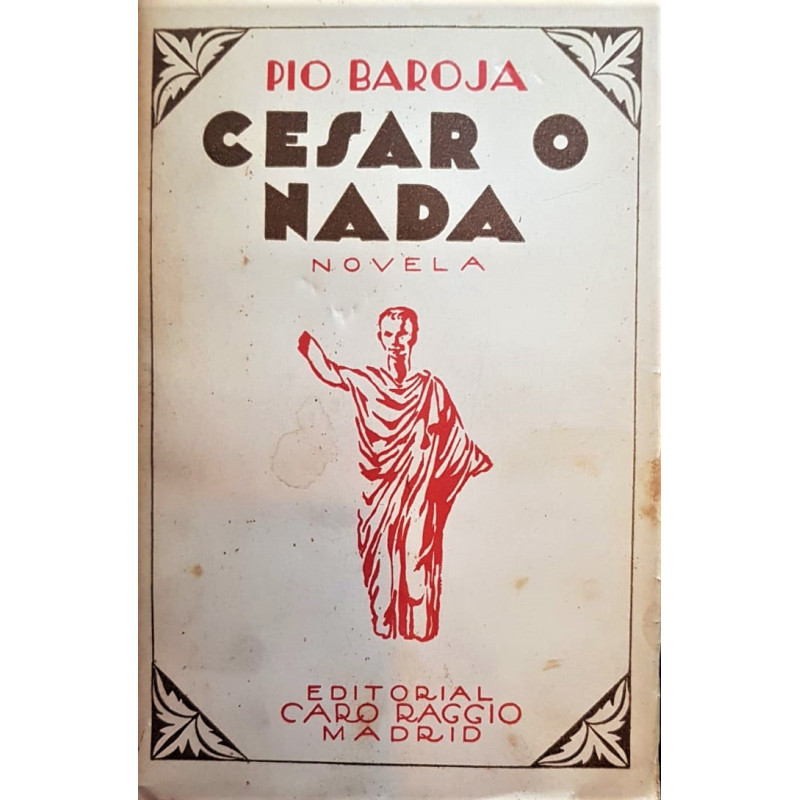 PIO BAROJA
CESAR O
NADA
NOVELA
EDITORIAL
CARO RAGGIO
MADRID